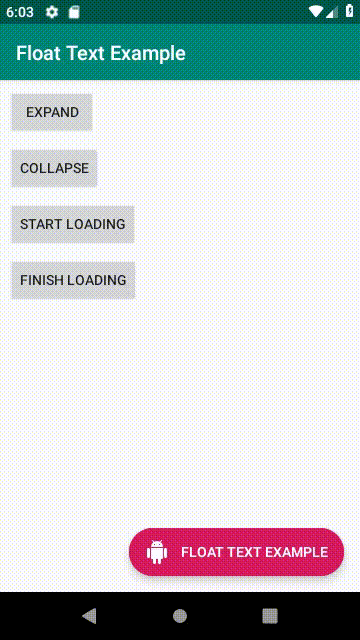 6:03
Float Text Example
EXPAND
COLLAPSE
START LOADING
FINISH LOADING
FLOAT TEXT EXAMPLE